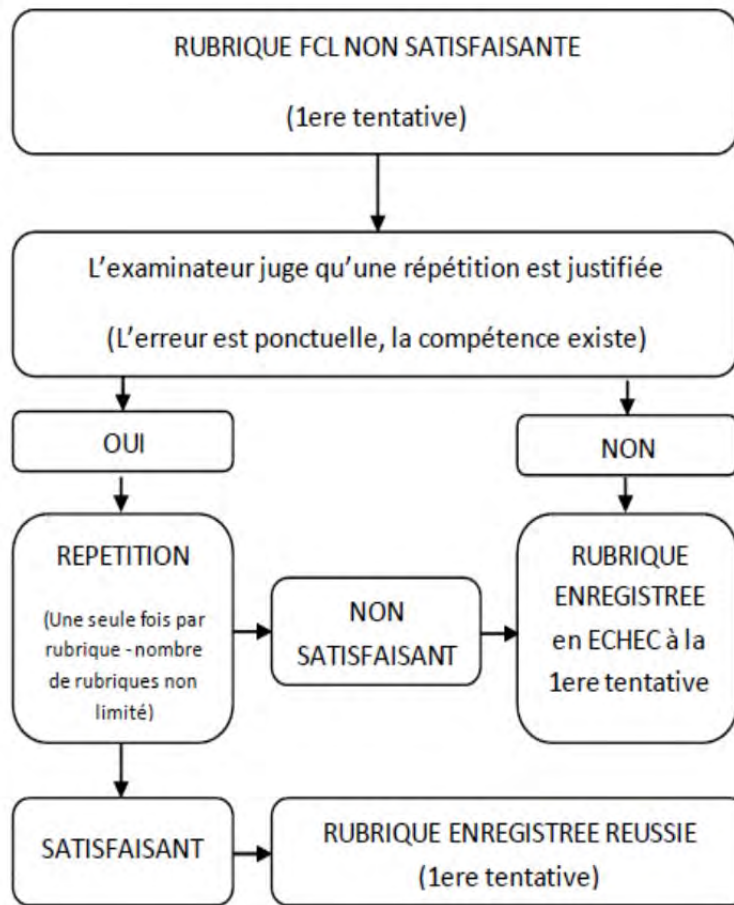 RUBRIQUE FCL NON SATISFAISANTE
(1ere tentative)
L'examinateur juge qu'une répétition est justifiée
(L'erreur est ponctuelle, la compétence existe)
OUI
NON
REPETITION
(Une seule fois par
rubrique - nombre
de rubriques non
limité)
NON
SATISFAISANT
RUBRIQUE
ENREGISTREE
en ECHEC à la
1ere tentative
SATISFAISANT
RUBRIQUE ENREGISTREE REUSSIE
(1ere tentative)